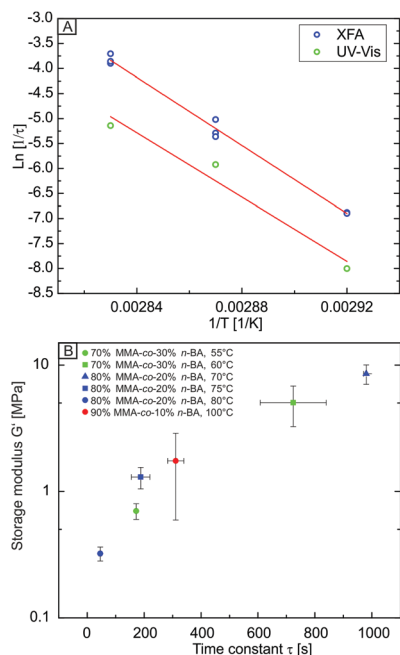 A
XFA
UV-Vis
-3.0
-3.5
-4.0
-4.5
-5.0
-5.5
-6.0
-6.5
-7.0
-7.5
-8.0
-8.5
Ln [1/τ]
0.00284 0.00288 0.00292
1/T [1/K]
B
70% MMA-co-30% n-BA, 55°C
70% MMA-co-30% n-BA, 60°C
80% MMA-co-20% n-BA, 70°C
80% MMA-co-20% n-BA, 75°C
80% MMA-co-20% n-BA, 80°C
90% MMA-co-10% n-BA, 100°C
10
1
0.1
Storage modulus G' [MPa]
0 200 400 600 800 1000
Time constant τ [s]